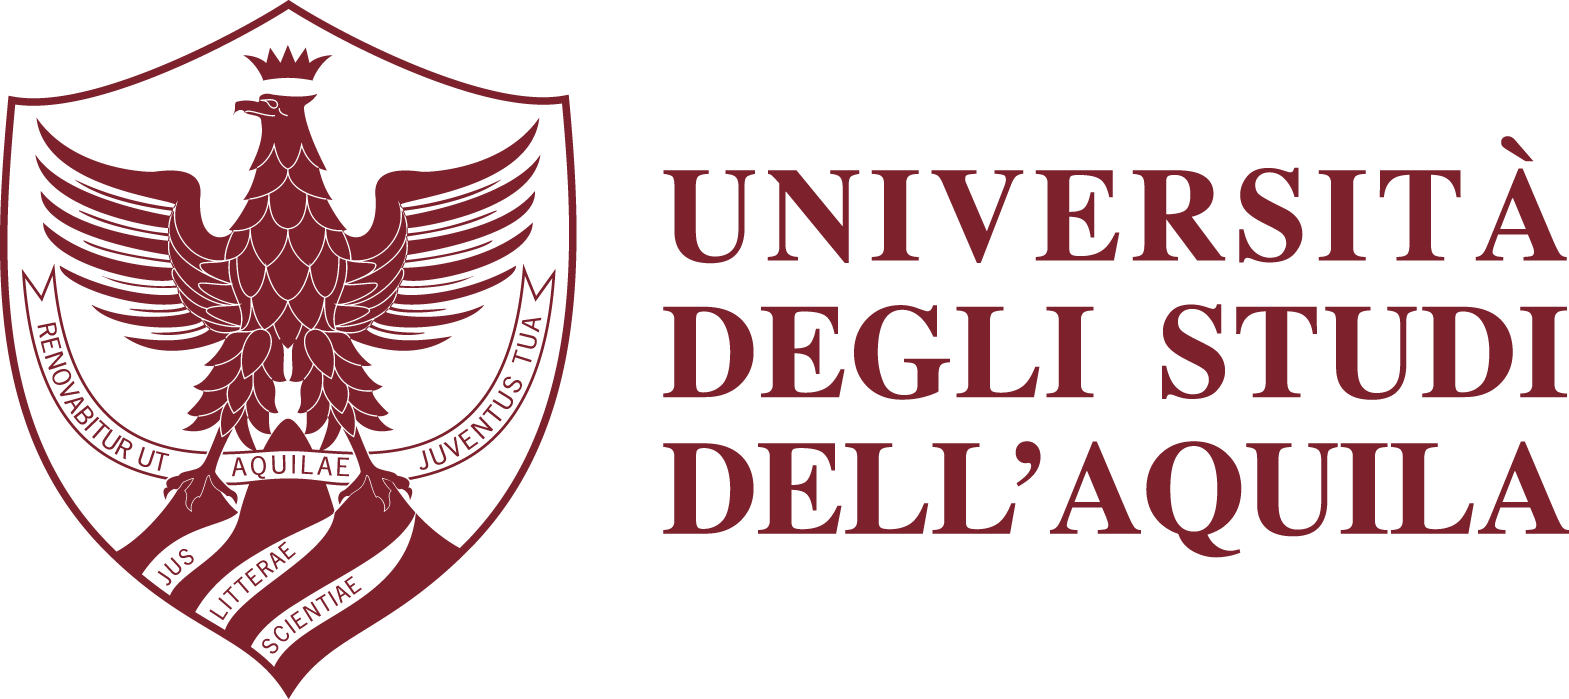 RENOVABITUR UT AQUILAE JUVENTUS TUA
JUS
LITTERAE
SCIENTIAE
UNIVERSITÀ
DEGLI STUDI
DELL’AQUILA